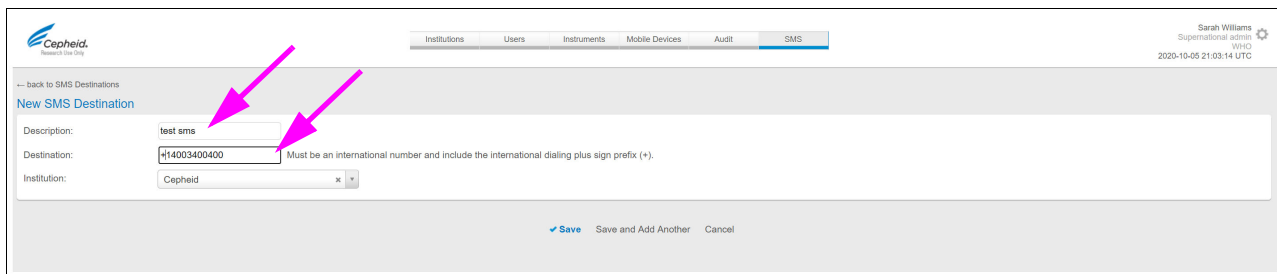 Cepheid.
Research Use Only
Institutions Users Instruments Mobile Devices Audit SMS
Sarah Williams
Supernational admin
WHO
2020-10-05 21:03:14 UTC
← back to SMS Destinations
New SMS Destination
Description: test sms
Destination: +14003400400 Must be an international number and include the international dialing plus sign prefix (+).
Institution: Cepheid
Save Save and Add Another Cancel